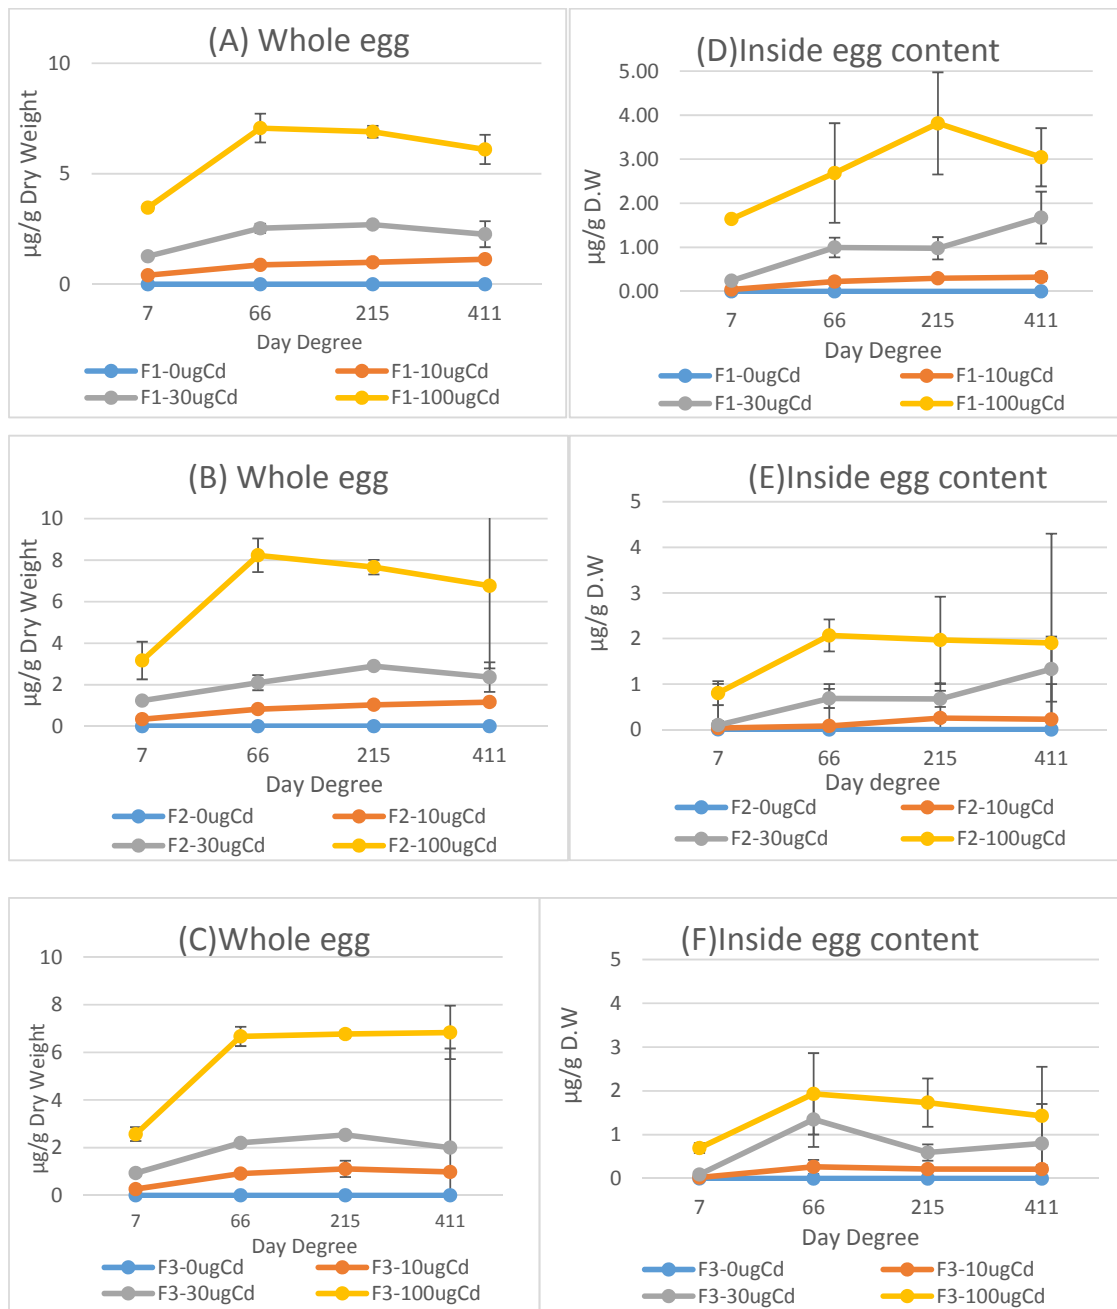 (A) Whole egg
10
5
0
µg/g Dry Weight
7 66 215 411
Day Degree
F1-0ugCd F1-10ugCd
F1-30ugCd F1-100ugCd
(D)Inside egg content
5.00
4.00
3.00
2.00
1.00
0.00
µg/g D.W
7 66 215 411
Day Degree
F1-0ugCd F1-10ugCd
F1-30ugCd F1-100ugCd
(B) Whole egg
10
8
6
4
2
0
µg/g Dry Weight
7 66 215 411
Day Degree
F2-0ugCd F2-10ugCd
F2-30ugCd F2-100ugCd
(E)Inside egg content
5
4
3
2
1
0
µg/g D.W
7 66 215 411
Day degree
F2-0ugCd F2-10ugCd
F2-30ugCd F2-100ugCd
(C)Whole egg
10
8
6
4
2
0
µg/g Dry Weight
7 66 215 411
Day Degree
F3-0ugCd F3-10ugCd
F3-30ugCd F3-100ugCd
(F)Inside egg content
5
4
3
2
1
0
µg/g D.W
7 66 215 411
Day Degree
F3-0ugCd F3-10ugCd
F3-30ugCd F3-100ugCd